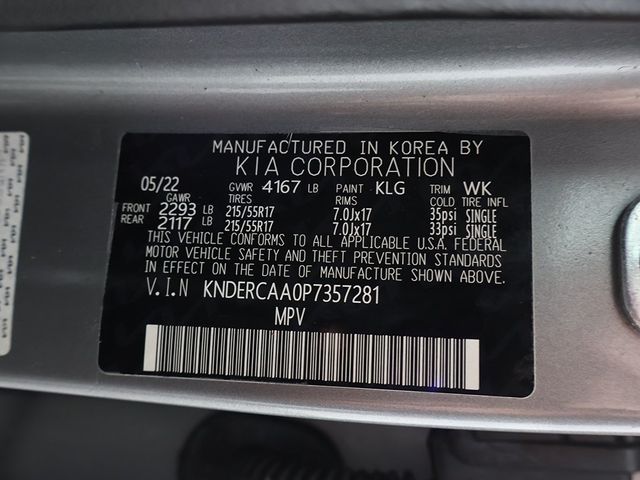 MANUFACTURED IN KOREA BY
KIA CORPORATION
05/22 GVWR 4167 LB PAINT KLG TRIM WK
GAWR TIRES RIMS COLD TIRE INFL
FRONT 2293 LB 215/55R17 7.0Jx17 35psi SINGLE
REAR 2117 LB 215/55R17 7.0Jx17 33psi SINGLE
THIS VEHICLE CONFORMS TO ALL APPLICABLE U.S.A. FEDERAL
MOTOR VEHICLE SAFETY AND THEFT PREVENTION STANDARDS
IN EFFECT ON THE DATE OF MANUFACTURE SHOWN ABOVE.
V.I.N KNDERCAA0P7357281
MPV